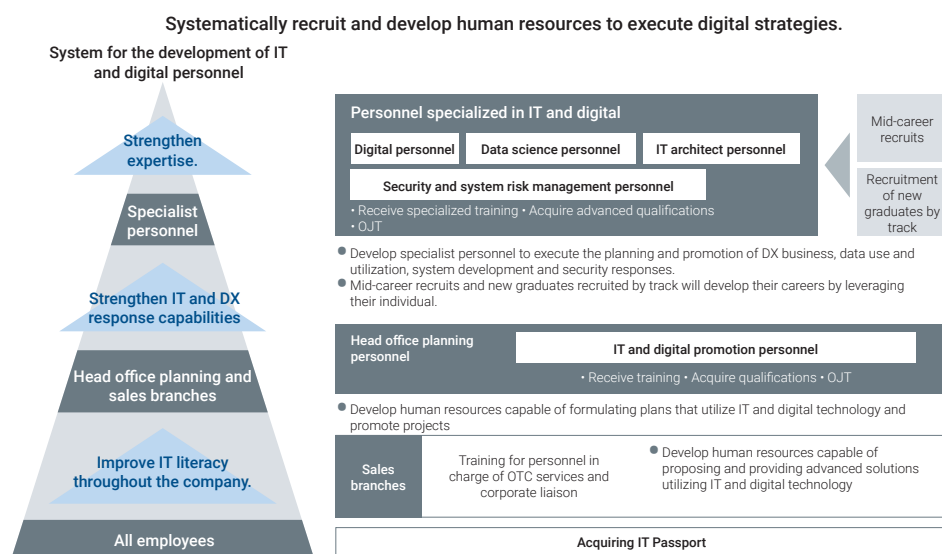 Systematically recruit and develop human resources to execute digital strategies.
System for the development of IT
and digital personnel
Strengthen
expertise.
Specialist
personnel
Strengthen IT and DX
response capabilities
Head office planning and
sales branches
Improve IT literacy
throughout the company.
All employees
Personnel specialized in IT and digital
Digital personnel
Data science personnel
IT architect personnel
Security and system risk management personnel
• Receive specialized training • Acquire advanced qualifications
• OJT
Mid-career
recruits
Recruitment
of new
graduates by
track
● Develop specialist personnel to execute the planning and promotion of DX business, data use and
utilization, system development and security responses.
● Mid-career recruits and new graduates recruited by track will develop their careers by leveraging
their individual.
Head office planning
personnel
IT and digital promotion personnel
• Receive training • Acquire qualifications • OJT
● Develop human resources capable of formulating plans that utilize IT and digital technology and
promote projects
Sales
branches
Training for personnel in
charge of OTC services and
corporate liaison
● Develop human resources capable of
proposing and providing advanced solutions
utilizing IT and digital technology
Acquiring IT Passport